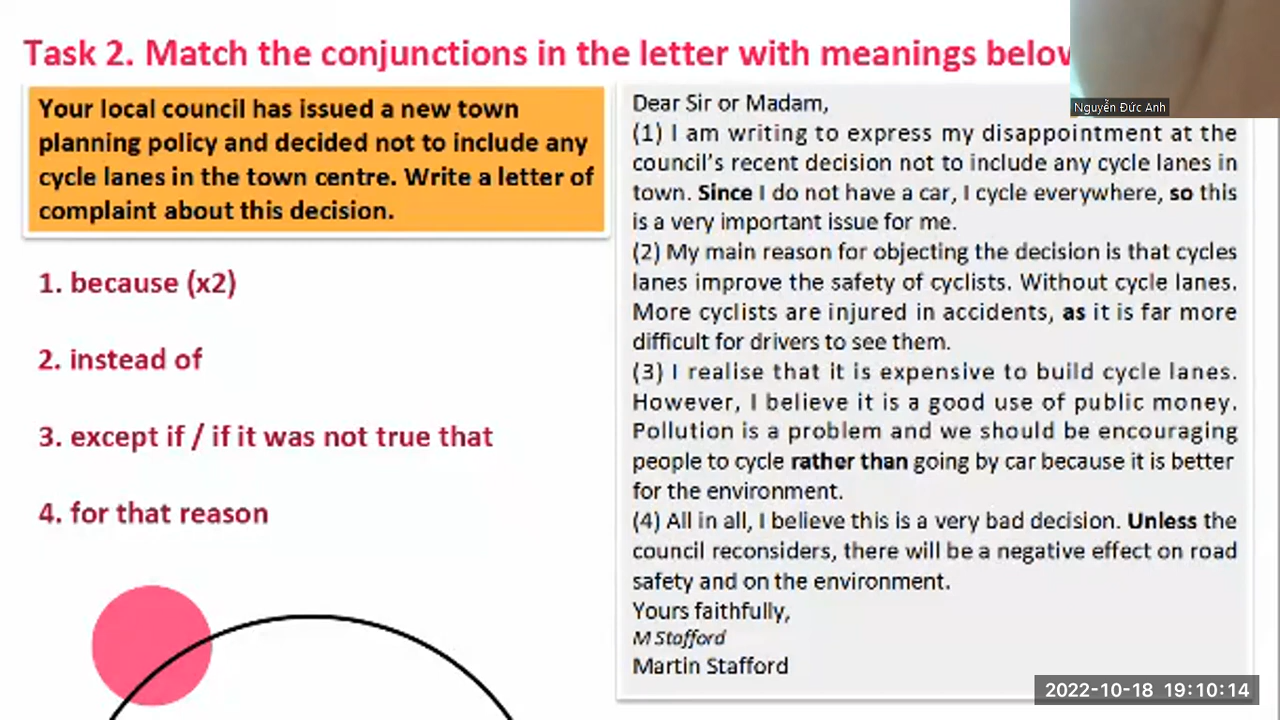 Task 2. Match the conjunctions in the letter with meanings below
Nguyễn Đức Anh
Your local council has issued a new town
planning policy and decided not to include any
cycle lanes in the town centre. Write a letter of
complaint about this decision.
1. because (x2)
2. instead of
3. except if / if it was not true that
4. for that reason
Dear Sir or Madam,
(1) I am writing to express my disappointment at the
council's recent decision not to include any cycle lanes in
town. Since I do not have a car, I cycle everywhere, so this
is a very important issue for me.
(2) My main reason for objecting the decision is that cycles
lanes improve the safety of cyclists. Without cycle lanes.
More cyclists are injured in accidents, as it is far more
difficult for drivers to see them.
(3) I realise that it is expensive to build cycle lanes.
However, I believe it is a good use of public money.
Pollution is a problem and we should be encouraging
people to cycle rather than going by car because it is better
for the environment.
(4) All in all, I believe this is a very bad decision. Unless the
council reconsiders, there will be a negative effect on road
safety and on the environment.
Yours faithfully,
M Stafford
Martin Stafford
2022-10-18 19:10:14